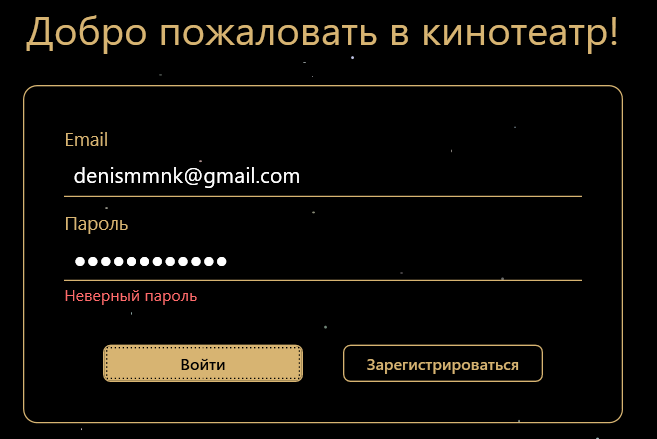 Добро пожаловать в кинотеатр!
Email
denismmnk@gmail.com
Пароль
●●●●●●●●●●●●
Неверный пароль
Войти
Зарегистрироваться